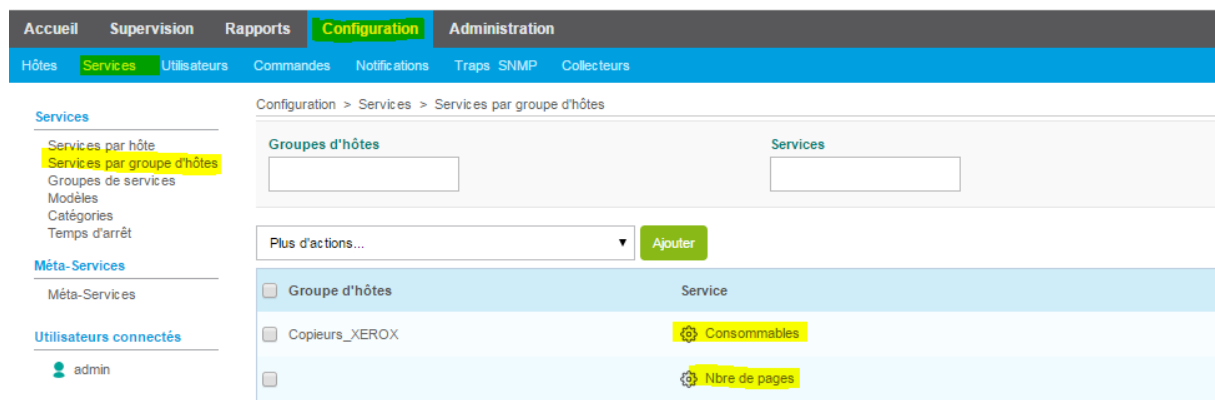 Accueil Supervision Rapports Configuration Administration
Hôtes Services Utilisateurs Commandes Notifications Traps SNMP Collecteurs
Services
Services par hôte
Services par groupe d'hôtes
Groupes de services
Modèles
Catégories
Temps d'arrêt
Méta-Services
Méta-Services
Utilisateurs connectés
admin
Configuration > Services > Services par groupe d'hôtes
Groupes d'hôtes Services
Plus d'actions... Ajouter
Groupe d'hôtes Service
Copieurs_XEROX Consommables
Nbre de pages